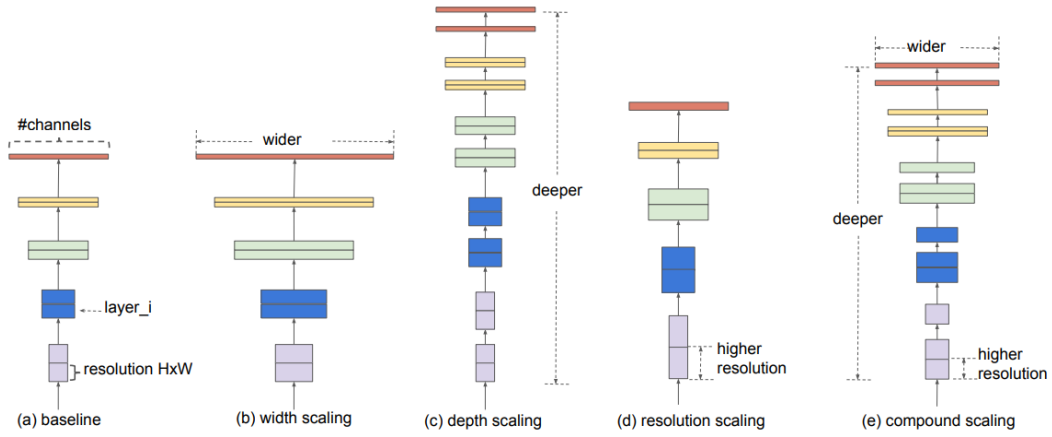 #channels
layer_i
resolution HxW
(a) baseline
wider
(b) width scaling
deeper
(c) depth scaling
higher
resolution
(d) resolution scaling
wider
deeper
higher
resolution
(e) compound scaling